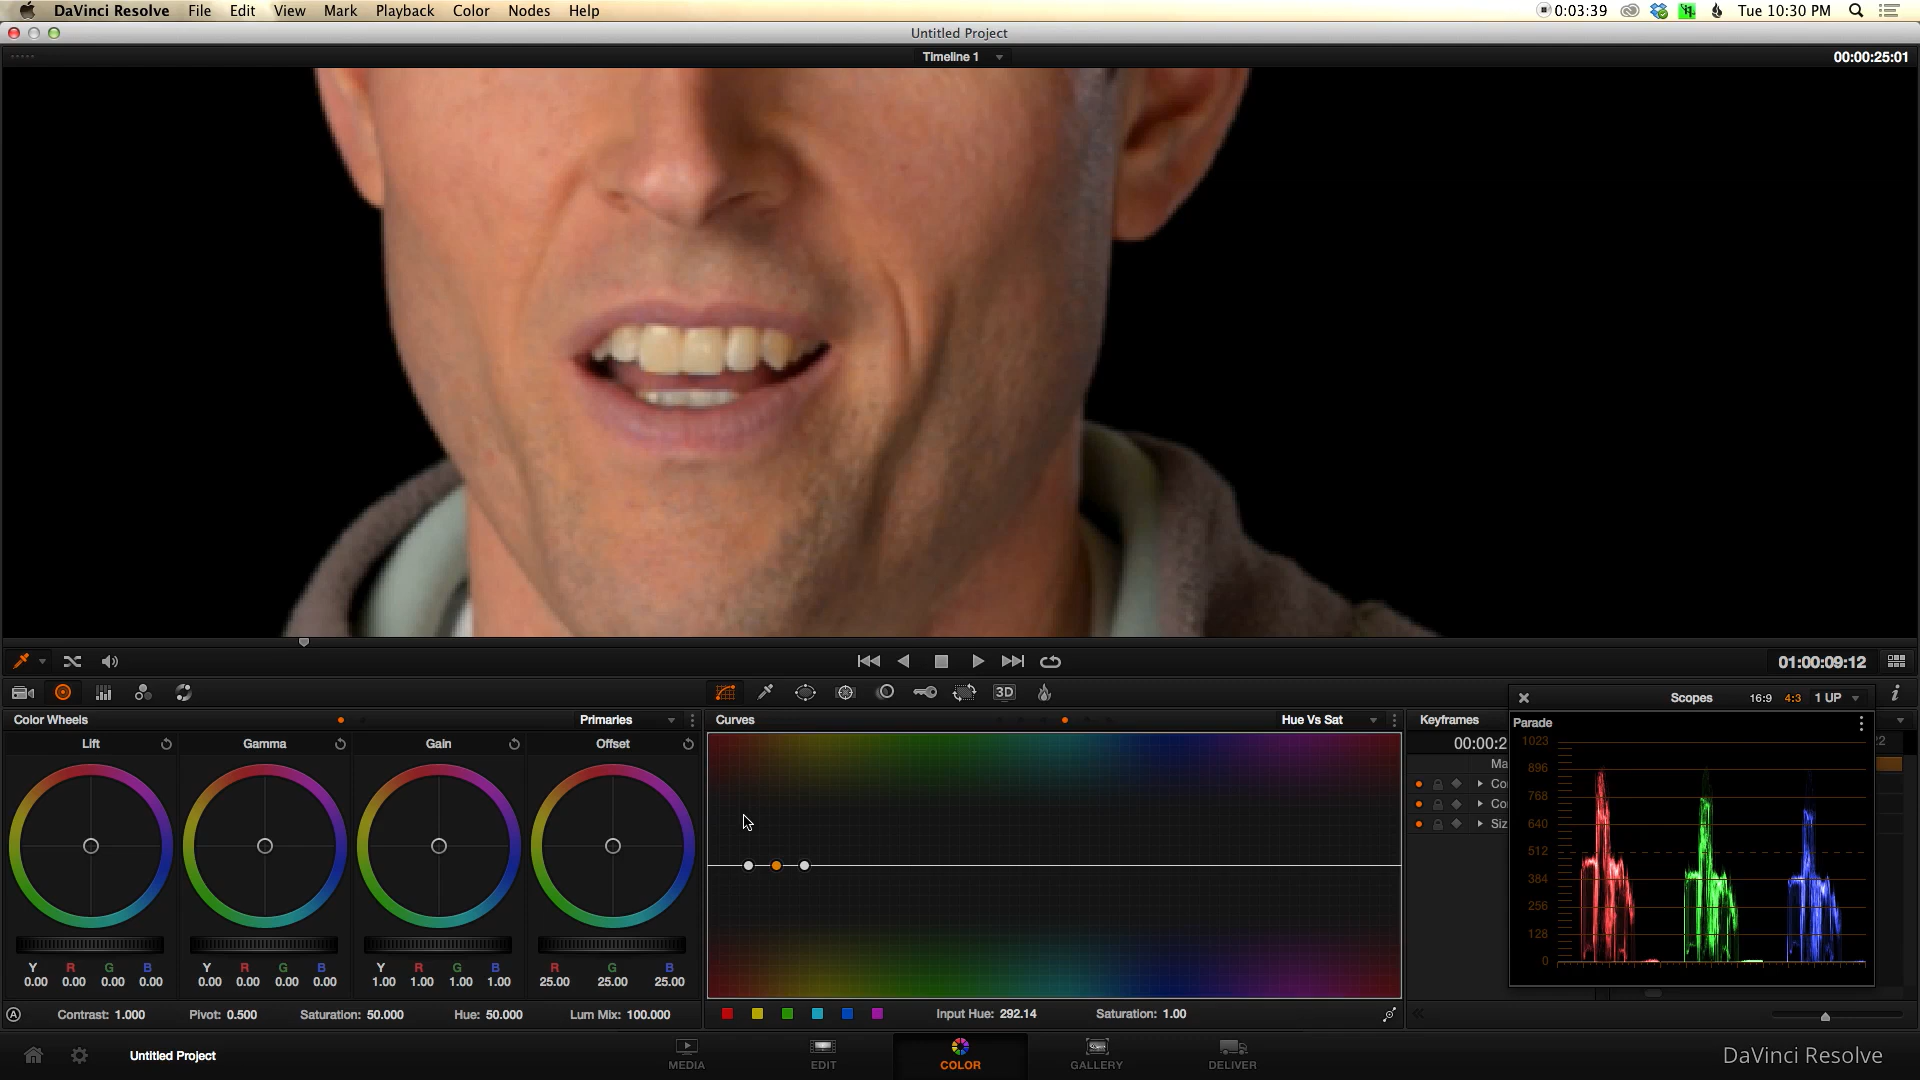 DaVinci Resolve File Edit View Mark Playback Color Nodes Help 0:03:39 Tue 10:30 PM
Untitled Project
Timeline 1 00:00:25:01
01:00:09:12
3D
Scopes 16:9 4:3 1 UP
Color Wheels Primaries Curves Hue Vs Sat Keyframes
Parade
Lift Gamma Gain Offset
00:00:2
1023
896
768
640
512
384
256
128
0
22
Ma
Co
Co
Siz
Y R G B Y R G B Y R G B R G B
0.00 0.00 0.00 0.00 0.00 0.00 0.00 0.00 1.00 1.00 1.00 1.00 25.00 25.00 25.00
A Contrast: 1.000 Pivot: 0.500 Saturation: 50.000 Hue: 50.000 Lum Mix: 100.000 Input Hue: 292.14 Saturation: 1.00
Untitled Project MEDIA EDIT COLOR GALLERY DELIVER DaVinci Resolve